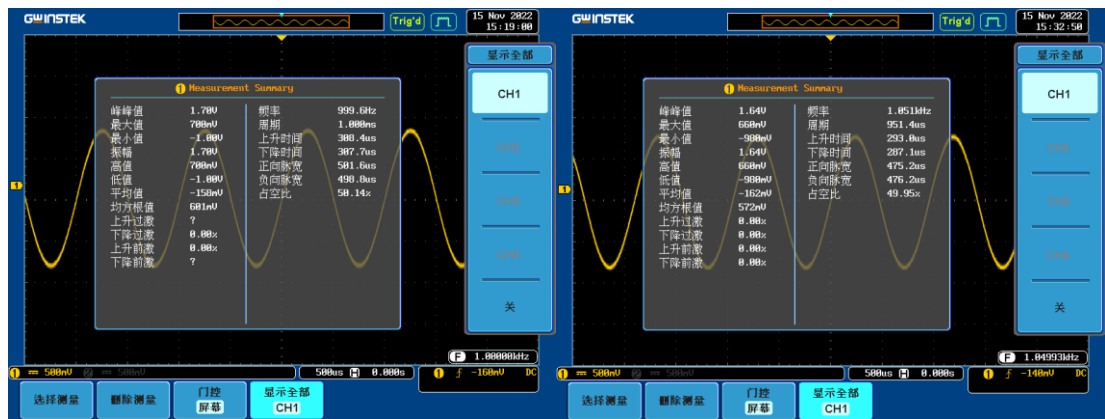 GWINSTEK
Trig'd
15 Nov 2022
15:19:00
显示全部
CH1
关
1 Measurement Summary
峰峰值 1.70V 频率 999.6Hz
最大值 700mV 周期 1.000ms
最小值 -1.00V 上升时间 308.4us
振幅 1.70V 下降时间 307.7us
高值 700mV 正向脉宽 501.6us
低值 -1.00V 负向脉宽 498.8us
平均值 -158mV 占空比 50.14%
均方根值 601mV
上升过激 ?
下降过激 0.00%
上升前激 0.00%
下降前激 ?
1
F 1.00000kHz
1 500mV 2 500mV 500us H 0.000s 1 -160mV DC
选择测量 删除测量 门控 屏幕 显示全部 CH1
GWINSTEK
Trig'd
15 Nov 2022
15:32:50
显示全部
CH1
关
1 Measurement Summary
峰峰值 1.64V 频率 1.051kHz
最大值 660mV 周期 951.4us
最小值 -980mV 上升时间 293.0us
振幅 1.64V 下降时间 287.1us
高值 660mV 正向脉宽 475.2us
低值 -980mV 负向脉宽 476.2us
平均值 -162mV 占空比 49.95%
均方根值 572mV
上升过激 0.00%
下降过激 0.00%
上升前激 0.00%
下降前激 0.00%
1
F 1.04993kHz
1 500mV 2 500mV 500us H 0.000s 1 -140mV DC
选择测量 删除测量 门控 屏幕 显示全部 CH1